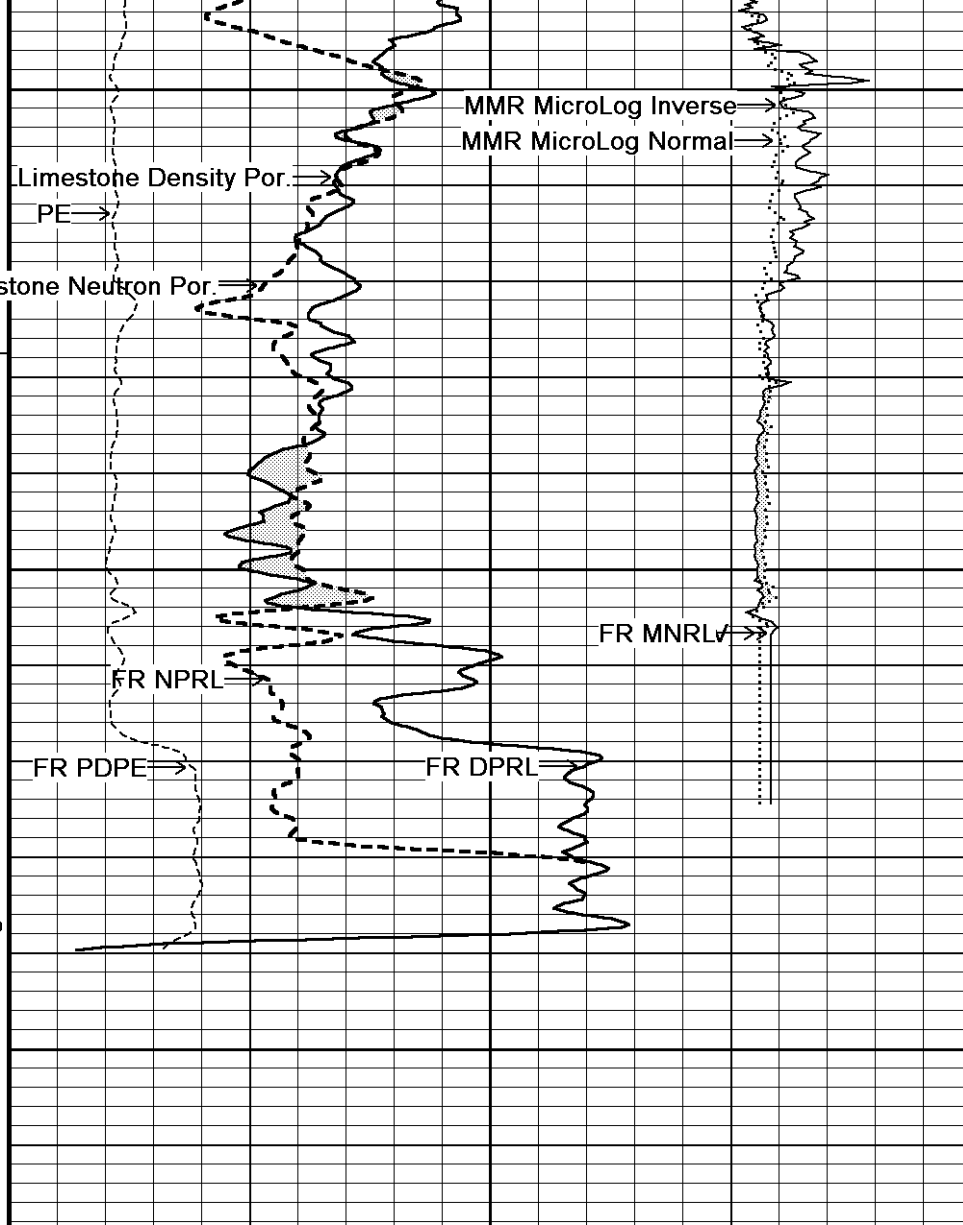 MMR MicroLog Inverse
MMR MicroLog Normal
Limestone Density Por.
PE
stone Neutron Por.
FR MNRL
FR NPRL
FR PDPE
FR DPRL